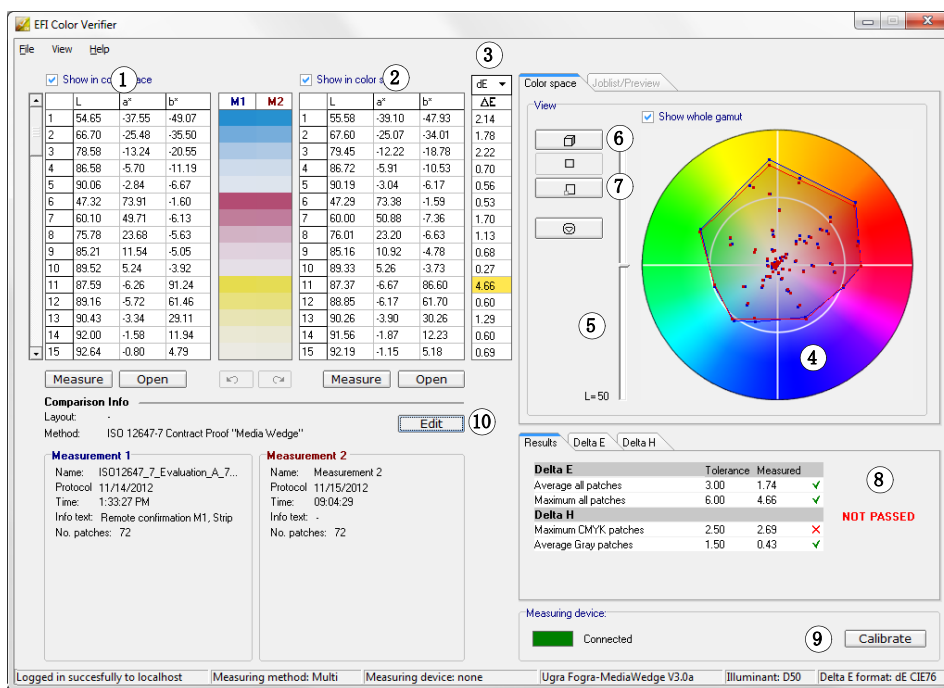 EFI Color Verifier
File View Help
Show in co 1 ace
Show in color s 2
3
dE
L a* b*
M1 M2
L a* b*
ΔE
1 54.65 -37.55 -49.07 1 55.58 -39.10 -47.93 2.14
2 66.70 -25.48 -35.50 2 67.60 -25.07 -34.01 1.78
3 78.58 -13.24 -20.55 3 79.45 -12.22 -18.78 2.22
4 86.58 -5.70 -11.19 4 86.72 -5.91 -10.53 0.70
5 90.06 -2.84 -6.67 5 90.19 -3.04 -6.17 0.56
6 47.32 73.91 -1.60 6 47.29 73.38 -1.59 0.53
7 60.10 49.71 -6.13 7 60.00 50.88 -7.36 1.70
8 75.78 23.68 -5.63 8 76.01 23.20 -6.63 1.13
9 85.21 11.54 -5.05 9 85.16 10.92 -4.78 0.68
10 89.52 5.24 -3.92 10 89.33 5.26 -3.73 0.27
11 87.59 -6.26 91.24 11 87.37 -6.67 86.60 4.66
12 89.16 -5.72 61.46 12 88.85 -6.17 61.70 0.60
13 90.43 -3.34 29.11 13 90.26 -3.90 30.26 1.29
14 92.00 -1.58 11.94 14 91.56 -1.87 12.23 0.60
15 92.64 -0.80 4.79 15 92.19 -1.15 5.18 0.69
Measure Open Measure Open
Comparison Info
Layout: -
Method: ISO 12647-7 Contract Proof "Media Wedge"
Edit 10
Measurement 1
Name: ISO12647_7_Evaluation_A_7...
Protocol 11/14/2012
Time: 1:33:27 PM
Info text: Remote confirmation M1, Strip
No. patches: 72
Measurement 2
Name: Measurement 2
Protocol 11/15/2012
Time: 09:04:29
Info text: -
No. patches: 72
Color space Joblist/Preview
View
Show whole gamut
6
7
5
4
L=50
Results Delta E Delta H
Delta E Tolerance Measured
Average all patches 3.00 1.74
Maximum all patches 6.00 4.66
Delta H
Maximum CMYK patches 2.50 2.69
Average Gray patches 1.50 0.43
8
NOT PASSED
Measuring device:
Connected
9
Calibrate
Logged in succesfully to localhost Measuring method: Multi Measuring device: none Ugra Fogra-MediaWedge V3.0a Illuminant: D50 Delta E format: dE CIE76